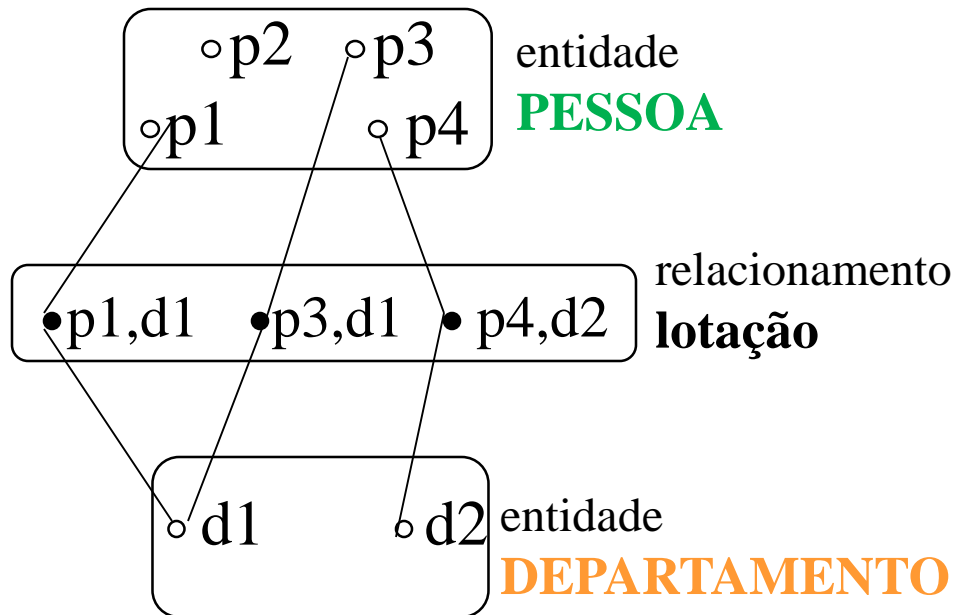 p2 p3
p1 p4
entidade
PESSOA
p1,d1 p3,d1 p4,d2
relacionamento
lotação
d1 d2
entidade
DEPARTAMENTO